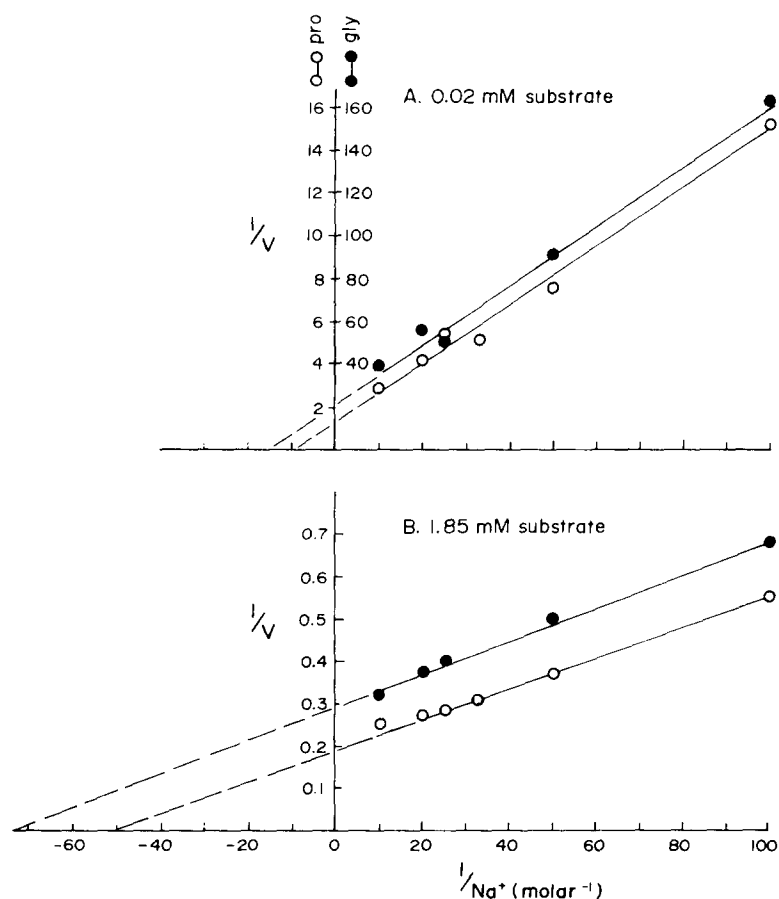 pro
gly
A. 0.02 mM substrate
16 160
14 140
12 120
1/V
10 100
8 80
6 60
4 40
2
B. 1.85 mM substrate
0.7
0.6
1/V
0.5
0.4
0.3
0.2
0.1
-60 -40 -20 0 20 40 60 80 100
1/Na⁺ (molar⁻¹)